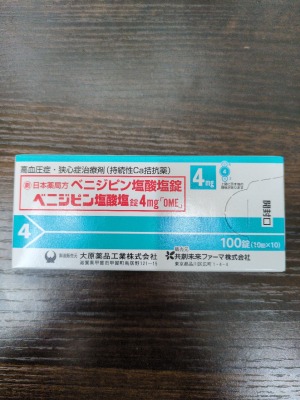 高血圧症・狭心症治療剤(持続性Ca拮抗薬)
日本薬局方 ベニジピン塩酸塩錠
ベニジピン塩酸塩錠4mg「OME」
4mg
4
100錠(10錠×10)
大原薬品工業株式会社
共創未来ファーマ株式会社
開封口